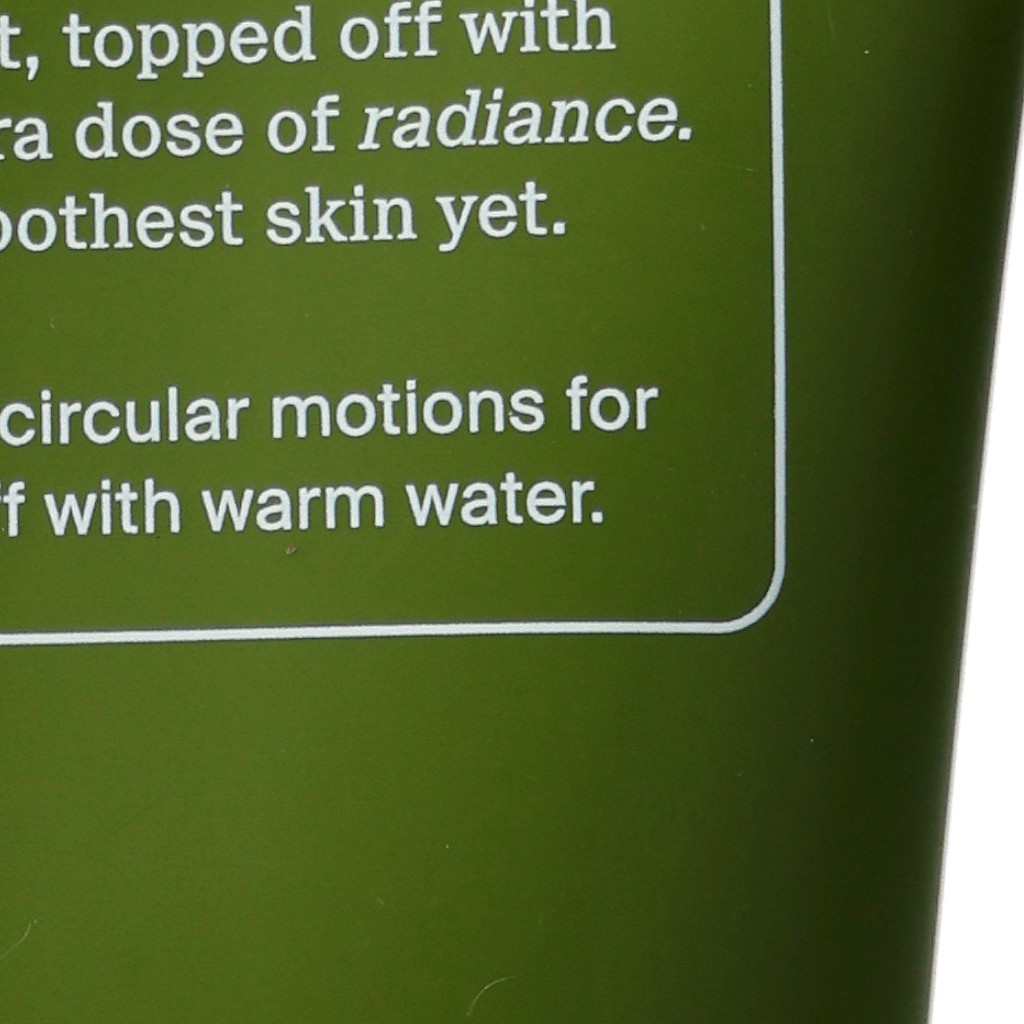 t, topped off with
ra dose of radiance.
oothest skin yet.
circular motions for
f with warm water.